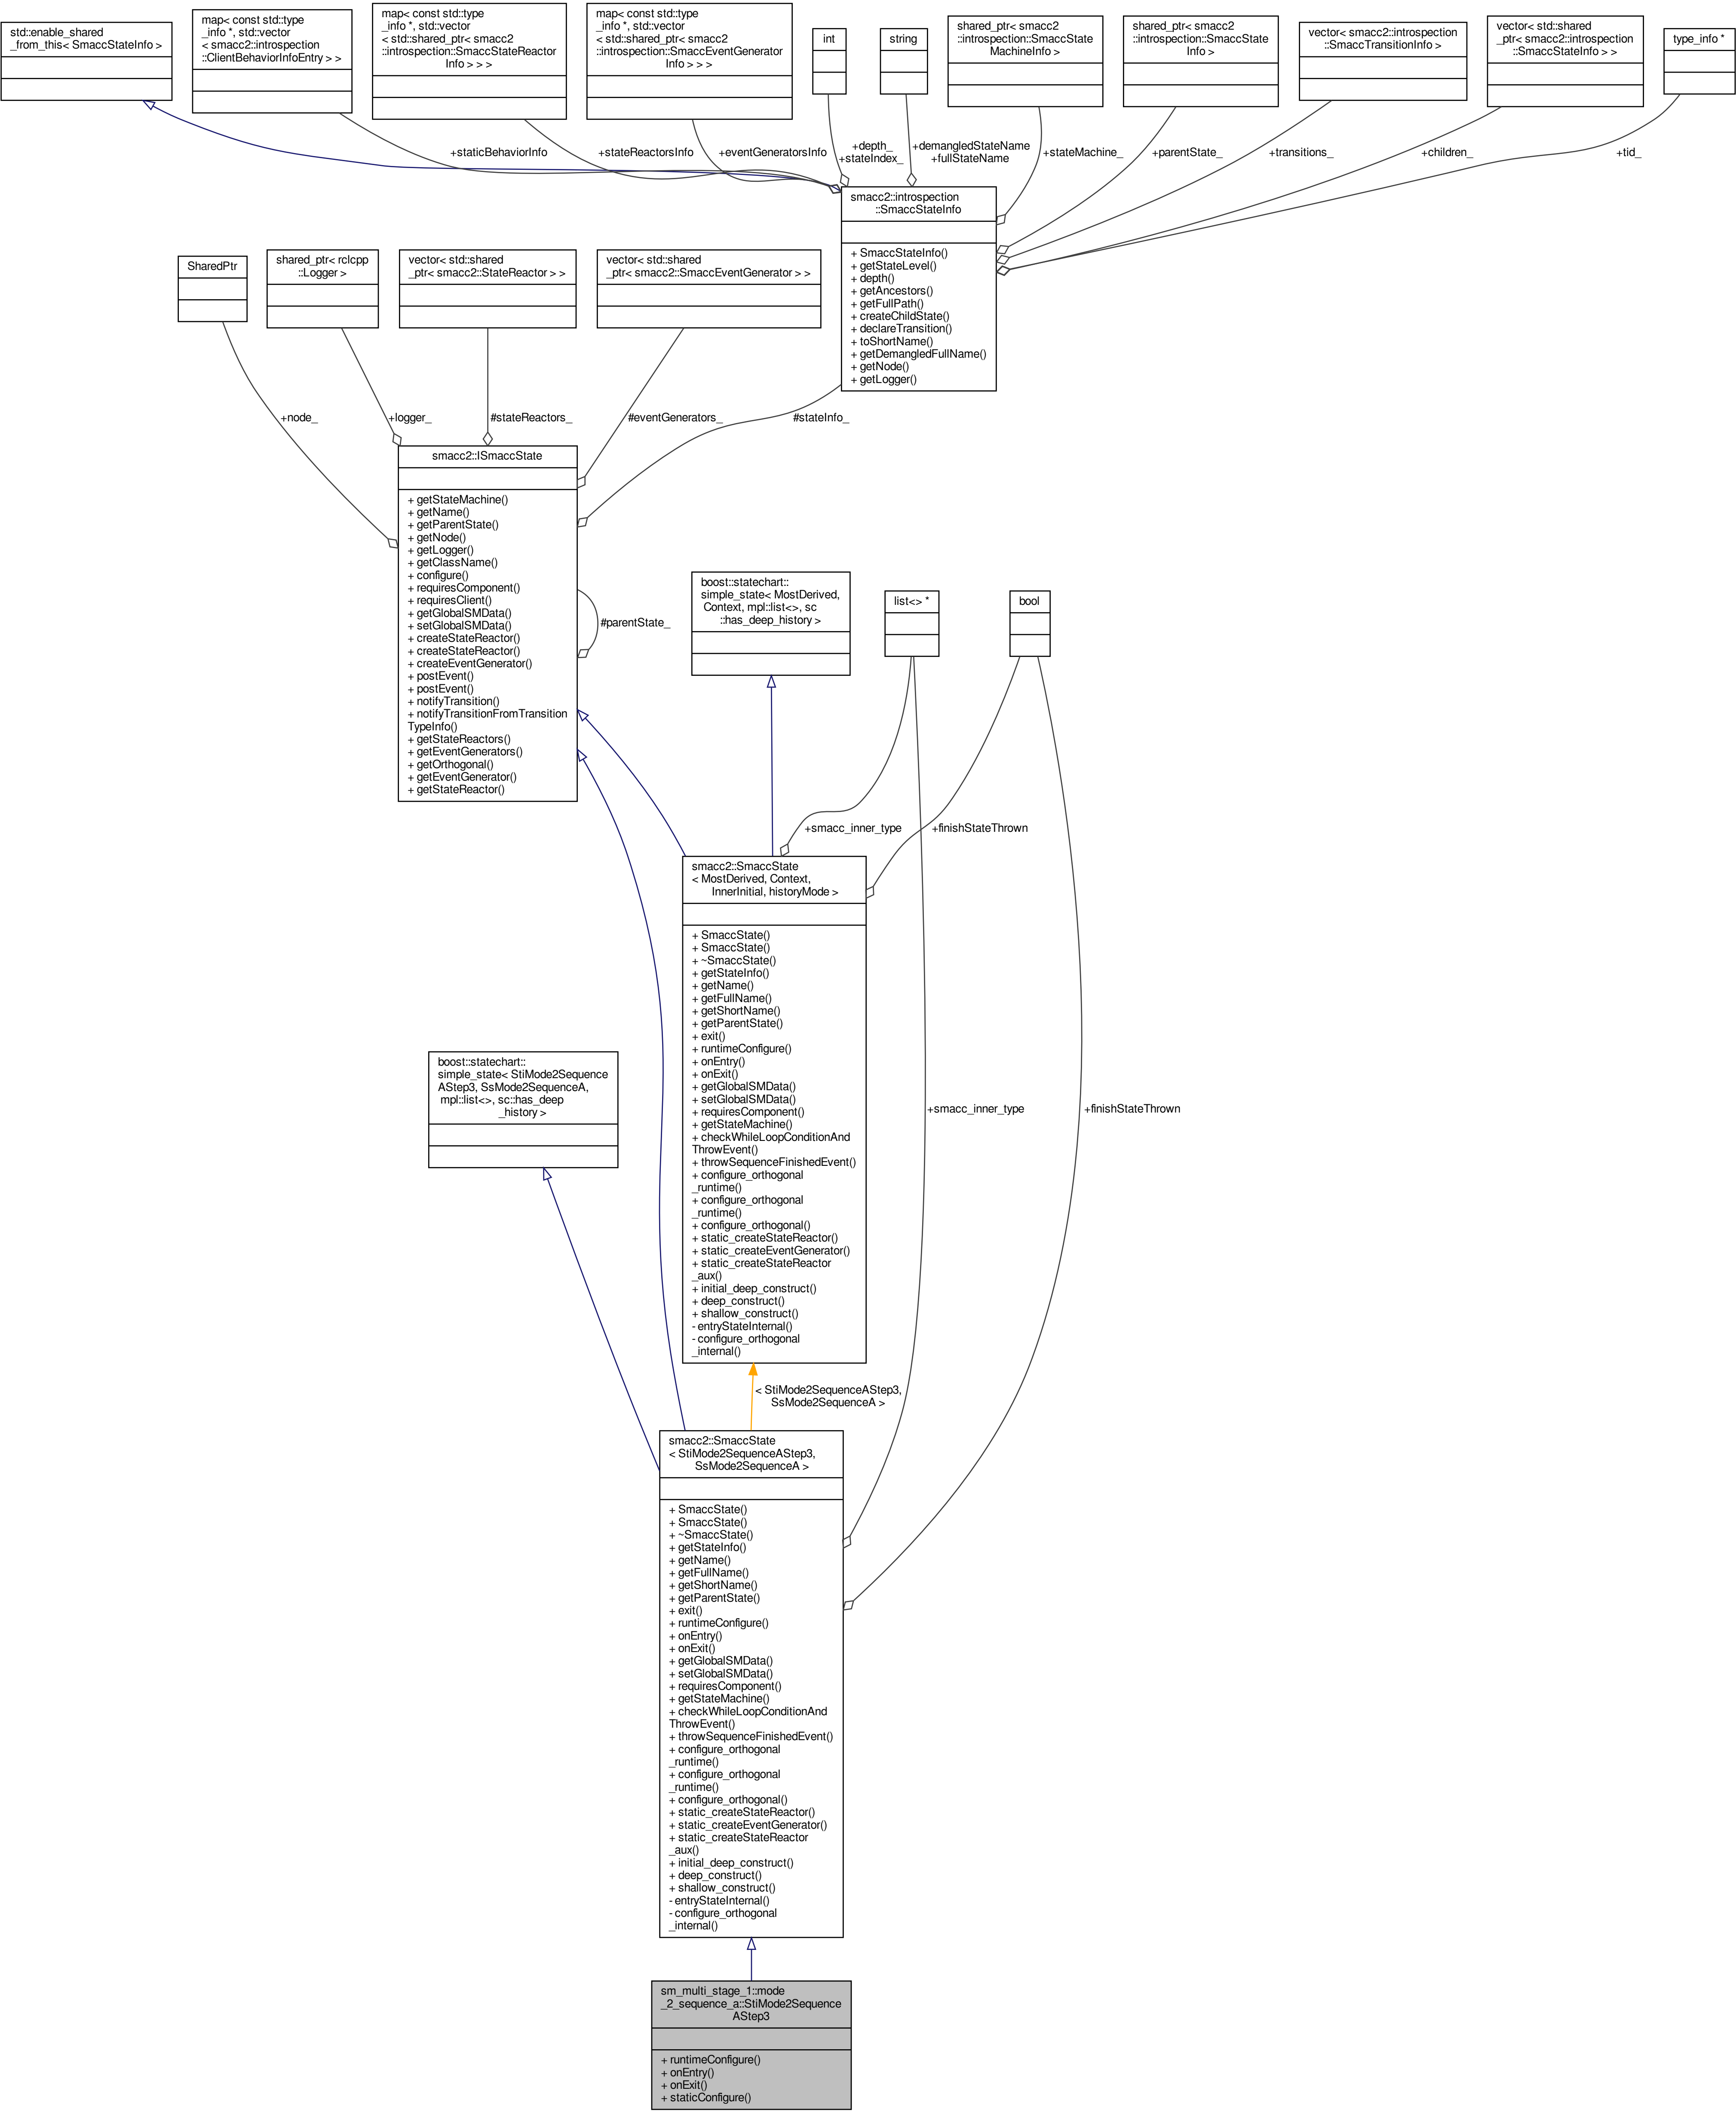 std::enable_shared
_from_this< SmaccStateInfo >
map< const std::type
_info *, std::vector
< smacc2::introspection
::ClientBehaviorInfoEntry > >
map< const std::type
_info *, std::vector
< std::shared_ptr< smacc2
::introspection::SmaccStateReactor
Info > > >
map< const std::type
_info *, std::vector
< std::shared_ptr< smacc2
::introspection::SmaccEventGenerator
Info > > >
int
string
shared_ptr< smacc2
::introspection::SmaccState
MachineInfo >
shared_ptr< smacc2
::introspection::SmaccState
Info >
vector< smacc2::introspection
::SmaccTransitionInfo >
vector< std::shared
_ptr< smacc2::introspection
::SmaccStateInfo > >
type_info *
+staticBehaviorInfo
+stateReactorsInfo
+eventGeneratorsInfo
+depth_
+stateIndex_
+demangledStateName
+fullStateName
+stateMachine_
+parentState_
+transitions_
+children_
+tid_
smacc2::introspection
::SmaccStateInfo
+ SmaccStateInfo()
+ getStateLevel()
+ depth()
+ getAncestors()
+ getFullPath()
+ createChildState()
+ declareTransition()
+ toShortName()
+ getDemangledFullName()
+ getNode()
+ getLogger()
SharedPtr
shared_ptr< rclcpp
::Logger >
vector< std::shared
_ptr< smacc2::StateReactor > >
vector< std::shared
_ptr< smacc2::SmaccEventGenerator > >
+node_
+logger_
#stateReactors_
#eventGenerators_
#stateInfo_
smacc2::ISmaccState
+ getStateMachine()
+ getName()
+ getParentState()
+ getNode()
+ getLogger()
+ getClassName()
+ configure()
+ requiresComponent()
+ requiresClient()
+ getGlobalSMData()
+ setGlobalSMData()
+ createStateReactor()
+ createStateReactor()
+ createEventGenerator()
+ postEvent()
+ postEvent()
+ notifyTransition()
+ notifyTransitionFromTransition
TypeInfo()
+ getStateReactors()
+ getEventGenerators()
+ getOrthogonal()
+ getEventGenerator()
+ getStateReactor()
#parentState_
boost::statechart::
simple_state< MostDerived,
Context, mpl::list<>, sc
::has_deep_history >
list<> *
bool
+smacc_inner_type
+finishStateThrown
smacc2::SmaccState
< MostDerived, Context,
InnerInitial, historyMode >
+ SmaccState()
+ SmaccState()
+ ~SmaccState()
+ getStateInfo()
+ getName()
+ getFullName()
+ getShortName()
+ getParentState()
+ exit()
+ runtimeConfigure()
+ onEntry()
+ onExit()
+ getGlobalSMData()
+ setGlobalSMData()
+ requiresComponent()
+ getStateMachine()
+ checkWhileLoopConditionAnd
ThrowEvent()
+ throwSequenceFinishedEvent()
+ configure_orthogonal
_runtime()
+ configure_orthogonal
_runtime()
+ configure_orthogonal()
+ static_createStateReactor()
+ static_createEventGenerator()
+ static_createStateReactor
_aux()
+ initial_deep_construct()
+ deep_construct()
+ shallow_construct()
- entryStateInternal()
- configure_orthogonal
_internal()
boost::statechart::
simple_state< StiMode2Sequence
AStep3, SsMode2SequenceA,
mpl::list<>, sc::has_deep
_history >
+smacc_inner_type
+finishStateThrown
< StiMode2SequenceAStep3,
SsMode2SequenceA >
smacc2::SmaccState
< StiMode2SequenceAStep3,
SsMode2SequenceA >
+ SmaccState()
+ SmaccState()
+ ~SmaccState()
+ getStateInfo()
+ getName()
+ getFullName()
+ getShortName()
+ getParentState()
+ exit()
+ runtimeConfigure()
+ onEntry()
+ onExit()
+ getGlobalSMData()
+ setGlobalSMData()
+ requiresComponent()
+ getStateMachine()
+ checkWhileLoopConditionAnd
ThrowEvent()
+ throwSequenceFinishedEvent()
+ configure_orthogonal
_runtime()
+ configure_orthogonal
_runtime()
+ configure_orthogonal()
+ static_createStateReactor()
+ static_createEventGenerator()
+ static_createStateReactor
_aux()
+ initial_deep_construct()
+ deep_construct()
+ shallow_construct()
- entryStateInternal()
- configure_orthogonal
_internal()
sm_multi_stage_1::mode
_2_sequence_a::StiMode2Sequence
AStep3
+ runtimeConfigure()
+ onEntry()
+ onExit()
+ staticConfigure()